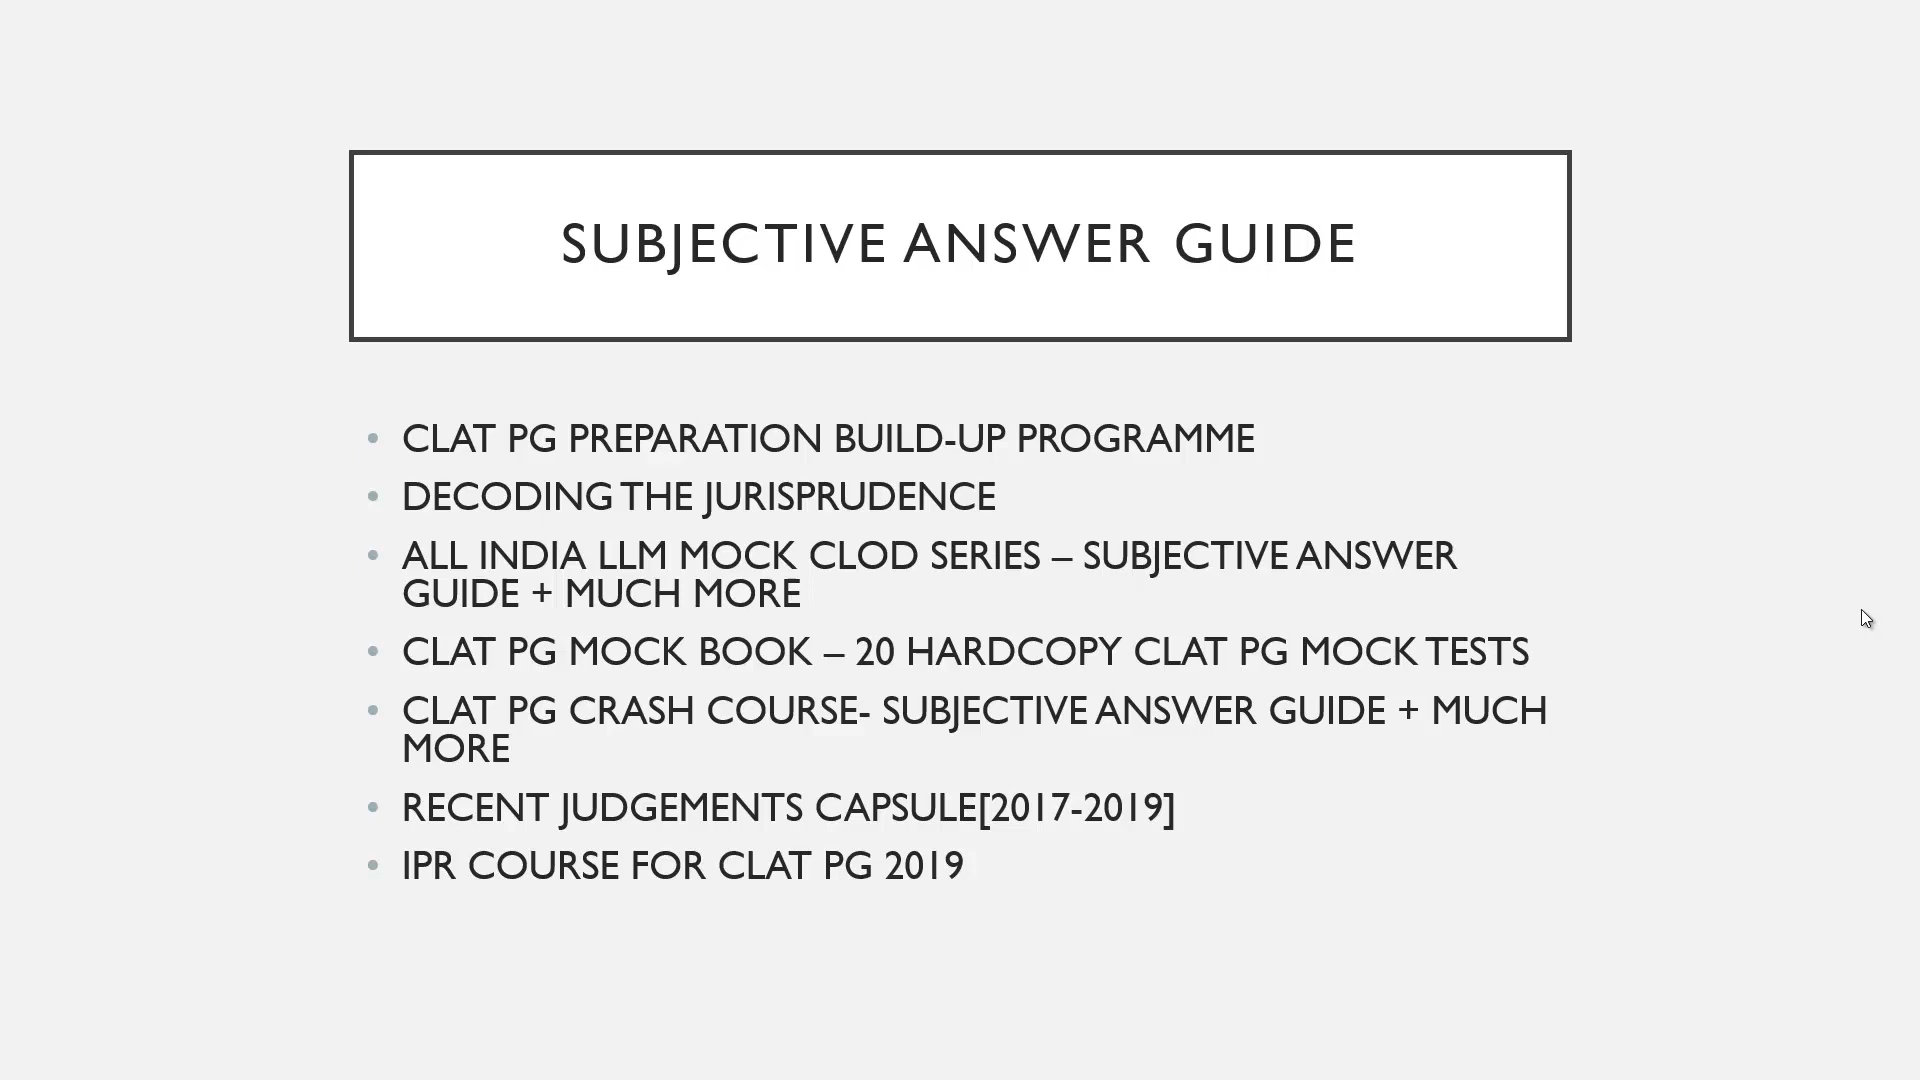 SUBJECTIVE ANSWER GUIDE
• CLAT PG PREPARATION BUILD-UP PROGRAMME
• DECODING THE JURISPRUDENCE
• ALL INDIA LLM MOCK CLOD SERIES – SUBJECTIVE ANSWER
GUIDE + MUCH MORE
• CLAT PG MOCK BOOK – 20 HARDCOPY CLAT PG MOCK TESTS
• CLAT PG CRASH COURSE- SUBJECTIVE ANSWER GUIDE + MUCH
MORE
• RECENT JUDGEMENTS CAPSULE[2017-2019]
• IPR COURSE FOR CLAT PG 2019